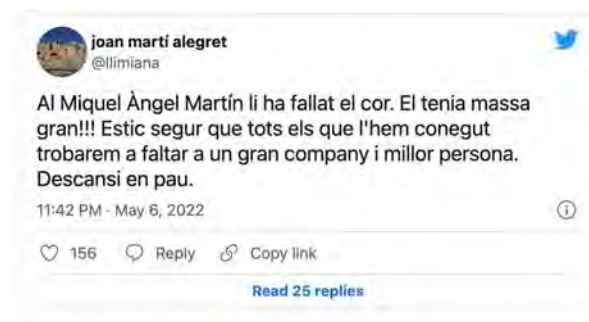 joan martí alegret
@llimiana
Al Miquel Àngel Martín li ha fallat el cor. El tenia massa
gran!!! Estic segur que tots els que l'hem conegut
trobarem a faltar a un gran company i millor persona.
Descansi en pau.
11:42 PM · May 6, 2022
156 Reply Copy link
Read 25 replies